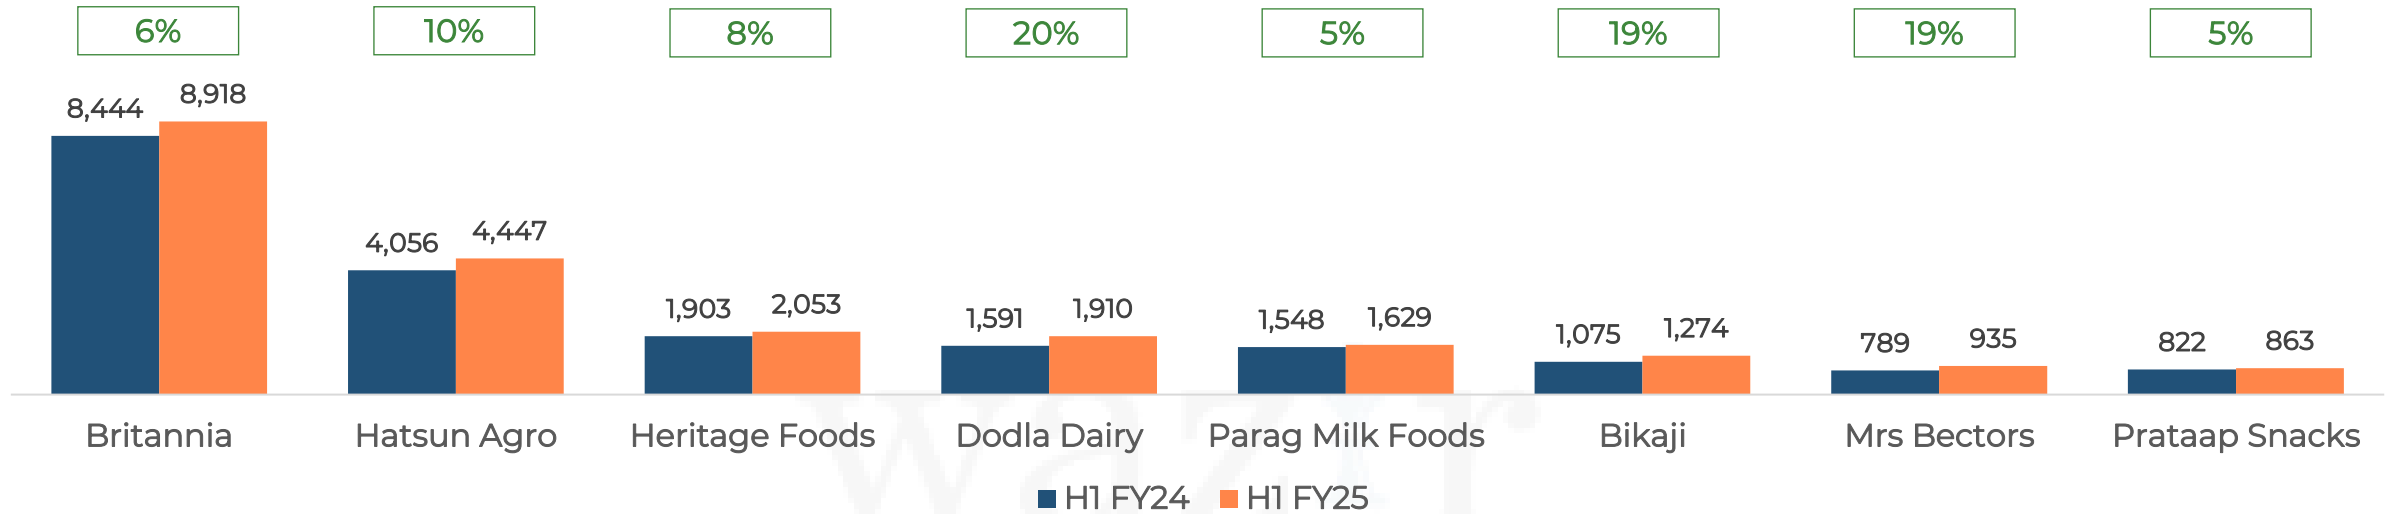 6% 10% 8% 20% 5% 19% 19% 5%
8,444 8,918 4,056 4,447 1,903 2,053 1,591 1,910 1,548 1,629 1,075 1,274 789 935 822 863
Britannia Hatsun Agro Heritage Foods Dodla Dairy Parag Milk Foods Bikaji Mrs Bectors Prataap Snacks
H1 FY24 H1 FY25
wazir